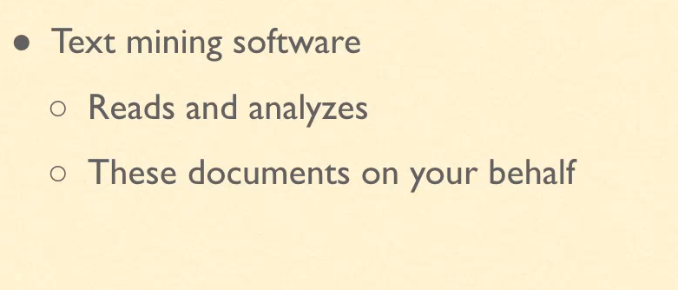 ● Text mining software
○ Reads and analyzes
○ These documents on your behalf